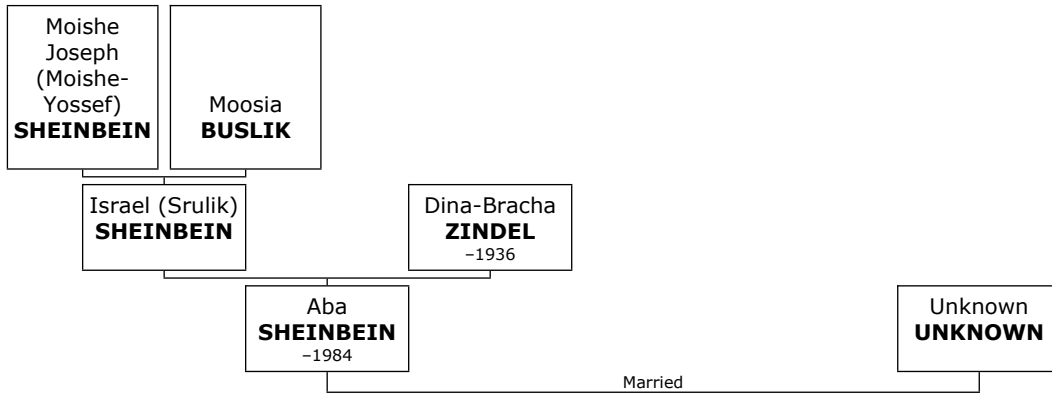 Moishe
Joseph
(Moishe-
Yossef)
SHEINBEIN
Moosia
BUSLIK
Israel (Srulik)
SHEINBEIN
Dina-Bracha
ZINDEL
–1936
Aba
SHEINBEIN
–1984
Unknown
UNKNOWN
Married